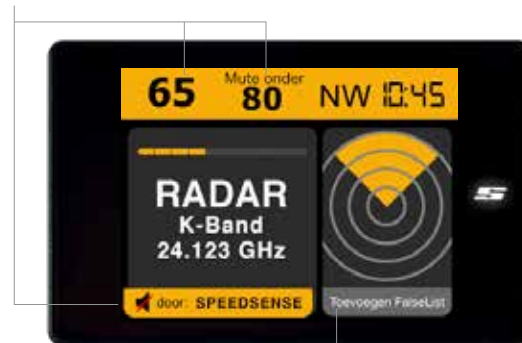 65 Mute onder 80 NW 10:45
RADAR
K-Band
24.123 GHz
door: SPEEDSENSE
Toevoegen FalseList